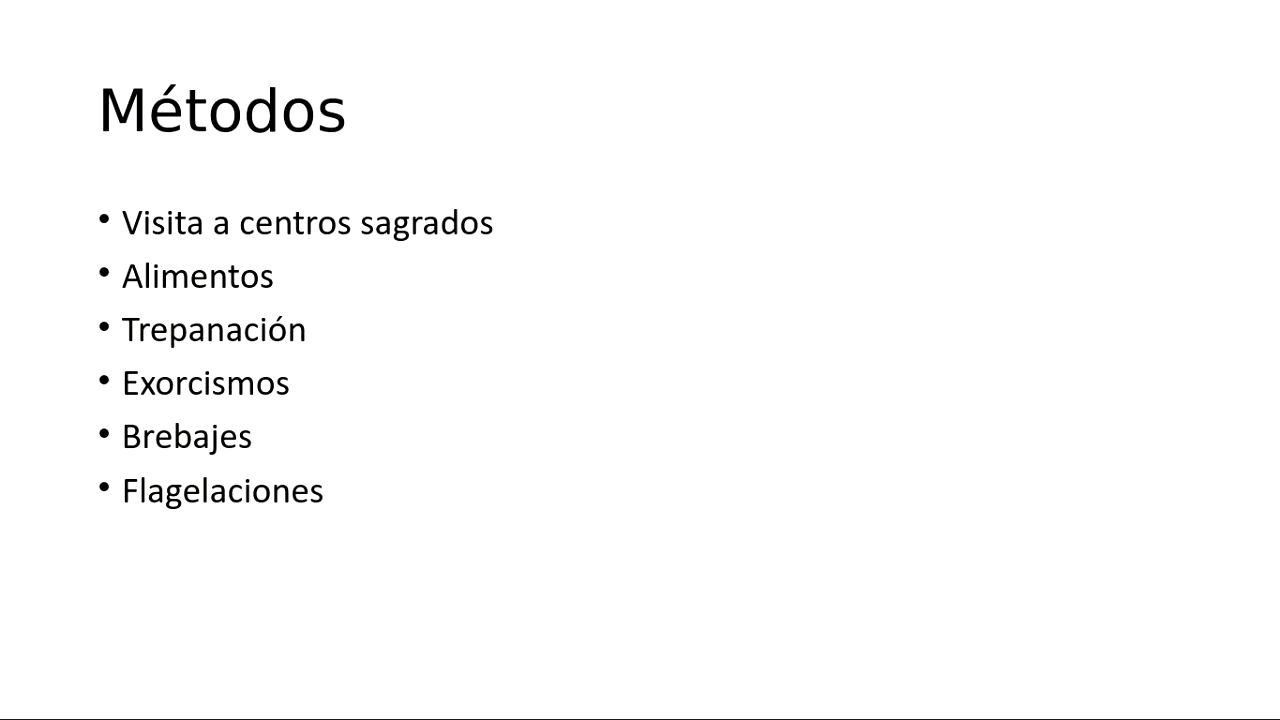 Métodos
• Visita a centros sagrados
• Alimentos
• Trepanación
• Exorcismos
• Brebajes
• Flagelaciones